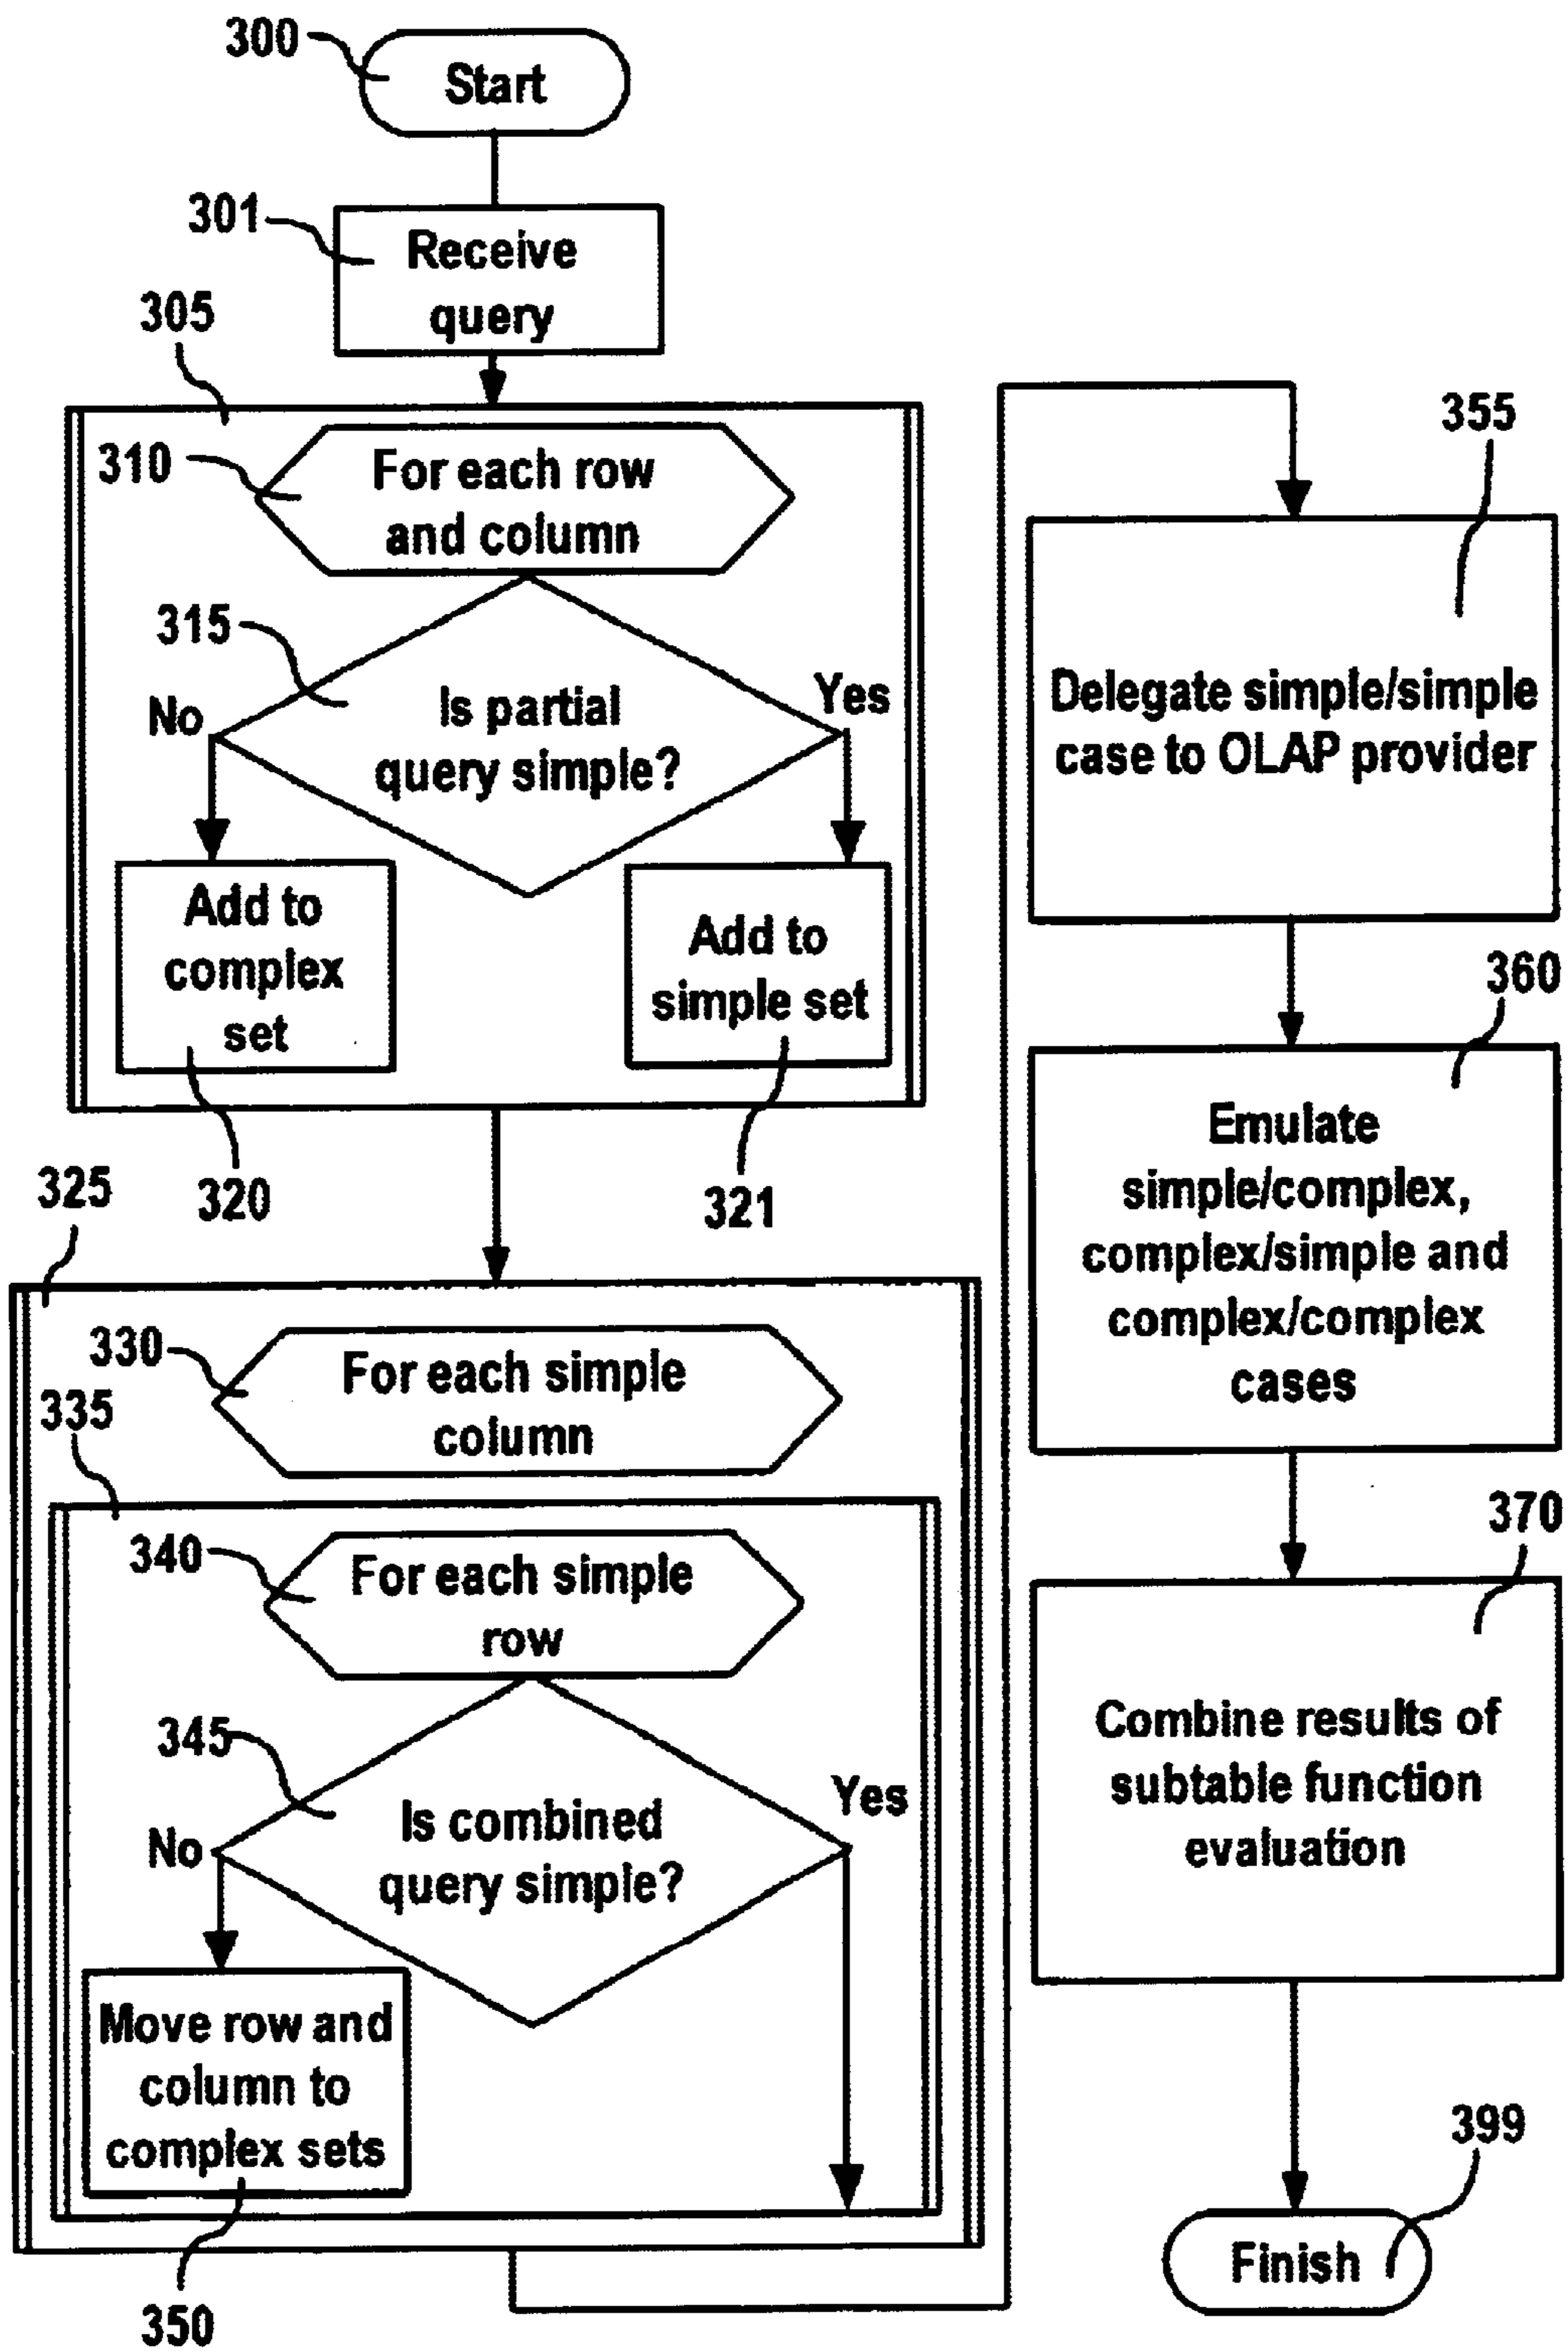 300
Start
301
Receive
query
305
310
For each row
and column
315
No
Is partial
query simple?
Yes
Add to
complex
set
Add to
simple set
320
321
325
330
For each simple
column
335
340
For each simple
row
345
No
Is combined
query simple?
Yes
Move row and
column to
complex sets
350
355
Delegate simple/simple
case to OLAP provider
360
Emulate
simple/complex,
complex/simple and
complex/complex
cases
370
Combine results of
subtable function
evaluation
399
Finish